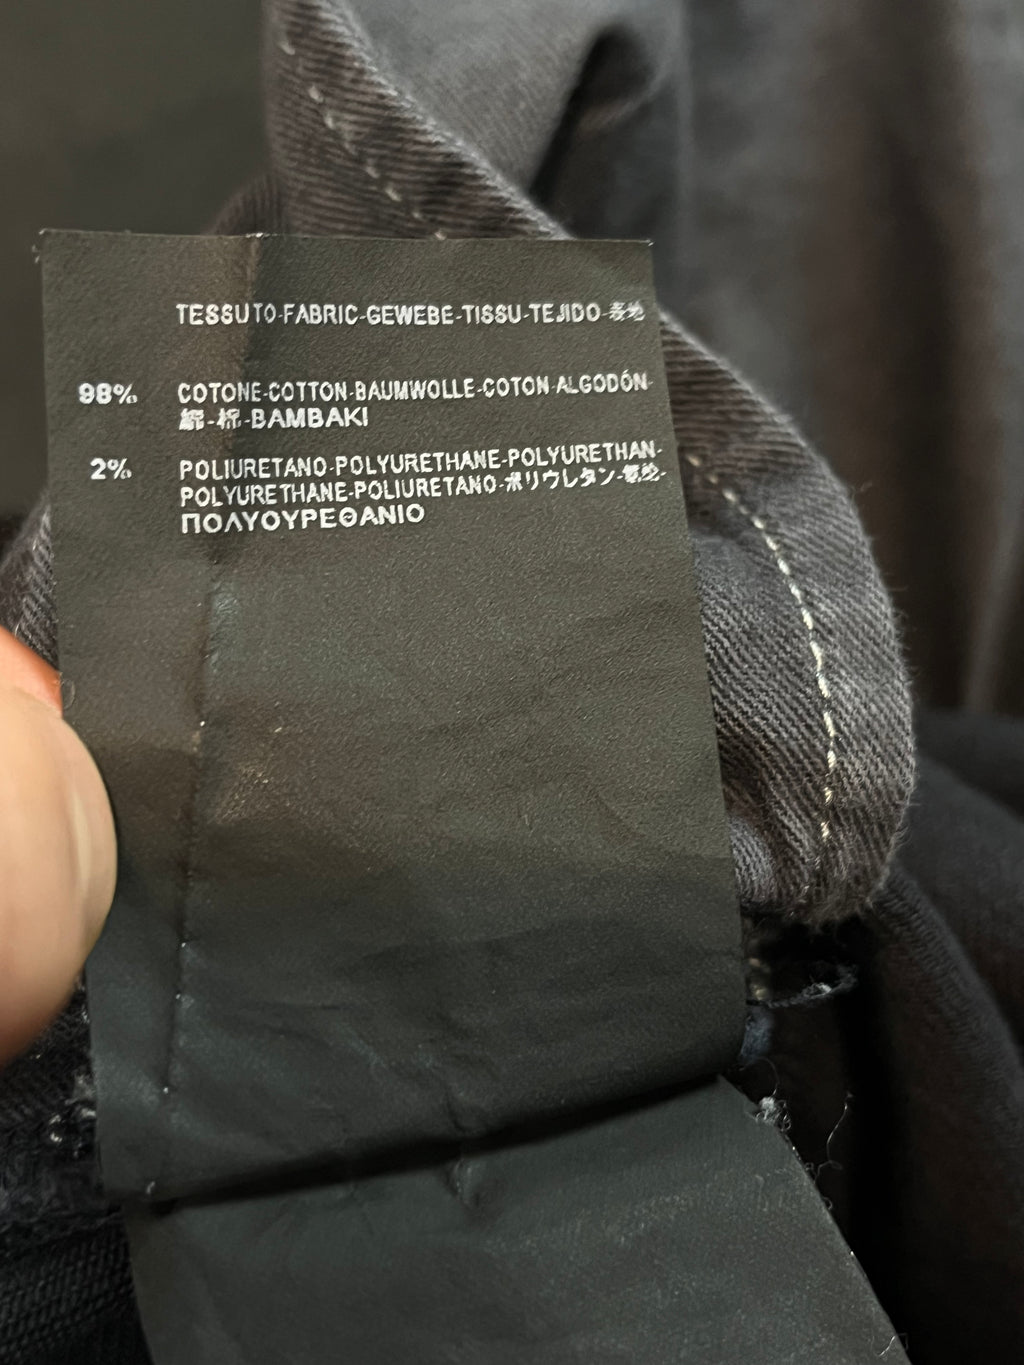 TESSUTO-FABRIC-GEWEBE-TISSU-TEJIDO-表地
98% COTONE-COTTON-BAUMWOLLE-COTON-ALGODÓN-
綿-棉-BAMBAKI
2% POLIURETANO-POLYURETHANE-POLYURETHAN-
POLYURETHANE-POLIURETANO-ポリウレタン-
ΠΟΛΥΟΥΡΕΘΑΝΙΟ